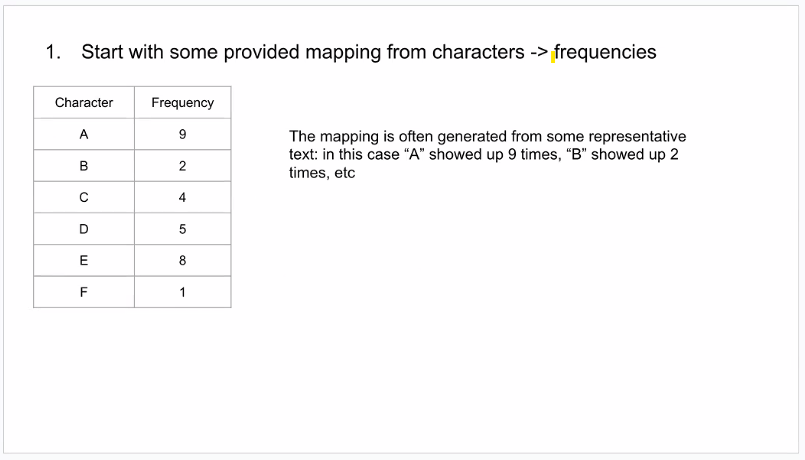 1. Start with some provided mapping from characters -> frequencies
Character Frequency
A 9
B 2
C 4
D 5
E 8
F 1
The mapping is often generated from some representative
text: in this case “A” showed up 9 times, “B” showed up 2
times, etc